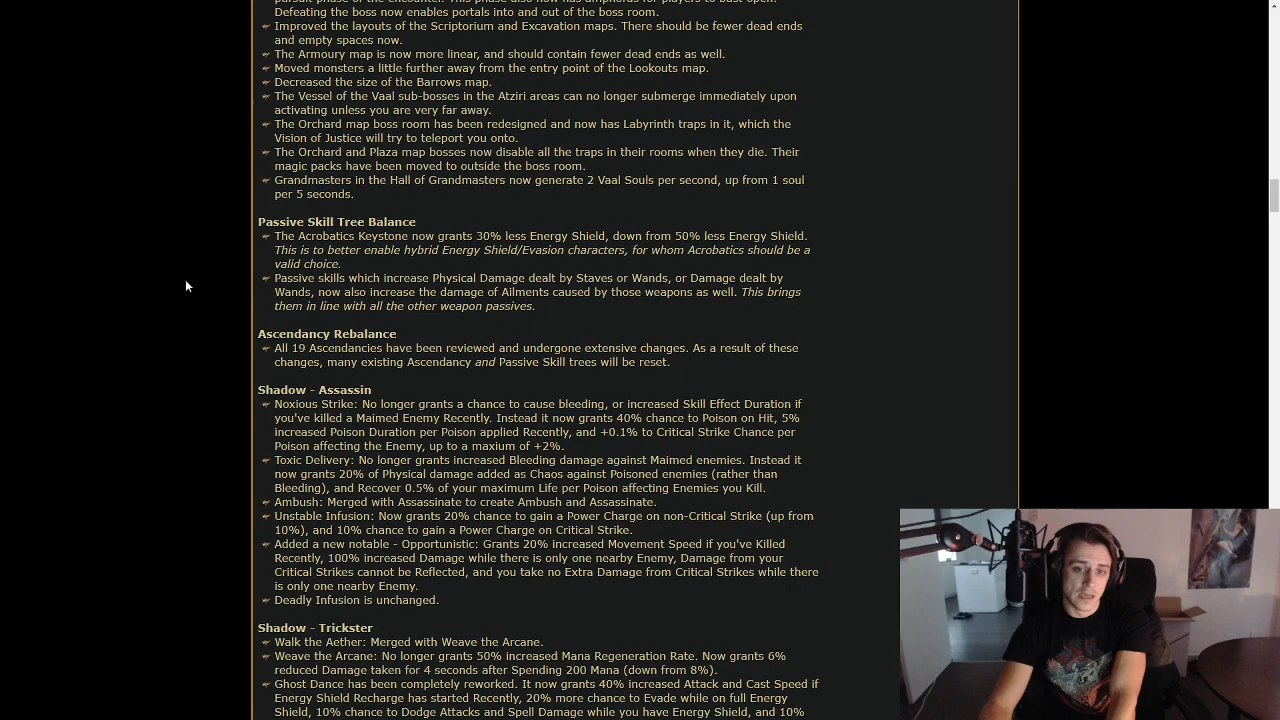 Defeating the boss now enables portals into and out of the boss room.
Improved the layouts of the Scriptorium and Excavation maps. There should be fewer dead ends
and empty spaces now.
The Armoury map is now more linear, and should contain fewer dead ends as well.
Moved monsters a little further away from the entry point of the Lookouts map.
Decreased the size of the Barrows map.
The Vessel of the Vaal sub-bosses in the Atziri areas can no longer submerge immediately upon
activating unless you are very far away.
The Orchard map boss room has been redesigned and now has Labyrinth traps in it, which the
Vision of Justice will try to teleport you onto.
The Orchard and Plaza map bosses now disable all the traps in their rooms when they die. Their
magic packs have been moved to outside the boss room.
Grandmasters in the Hall of Grandmasters now generate 2 Vaal Souls per second, up from 1 soul
per 5 seconds.
Passive Skill Tree Balance
The Acrobatics Keystone now grants 30% less Energy Shield, down from 50% less Energy Shield.
This is to better enable hybrid Energy Shield/Evasion characters, for whom Acrobatics should be a
valid choice.
Passive skills which increase Physical Damage dealt by Staves or Wands, or Damage dealt by
Wands, now also increase the damage of Ailments caused by those weapons as well. This brings
them in line with all the other weapon passives.
Ascendancy Rebalance
All 19 Ascendancies have been reviewed and undergone extensive changes. As a result of these
changes, many existing Ascendancy and Passive Skill trees will be reset.
Shadow - Assassin
Noxious Strike: No longer grants a chance to cause bleeding, or increased Skill Effect Duration if
you've killed a Maimed Enemy Recently. Instead it now grants 40% chance to Poison on Hit, 5%
increased Poison Duration per Poison applied Recently, and +0.1% to Critical Strike Chance per
Poison affecting the Enemy, up to a maxium of +2%.
Toxic Delivery: No longer grants increased Bleeding damage against Maimed enemies. Instead it
now grants 20% of Physical damage added as Chaos against Poisoned enemies (rather than
Bleeding), and Recover 0.5% of your maximum Life per Poison affecting Enemies you Kill.
Ambush: Merged with Assassinate to create Ambush and Assassinate.
Unstable Infusion: Now grants 20% chance to gain a Power Charge on non-Critical Strike (up from
10%), and 10% chance to gain a Power Charge on Critical Strike.
Added a new notable - Opportunistic: Grants 20% increased Movement Speed if you've Killed
Recently, 100% increased Damage while there is only one nearby Enemy, Damage from your
Critical Strikes cannot be Reflected, and you take no Extra Damage from Critical Strikes while there
is only one nearby Enemy.
Deadly Infusion is unchanged.
Shadow - Trickster
Walk the Aether: Merged with Weave the Arcane.
Weave the Arcane: No longer grants 50% increased Mana Regeneration Rate. Now grants 6%
reduced Damage taken for 4 seconds after Spending 200 Mana (down from 8%).
Ghost Dance has been completely reworked. It now grants 40% increased Attack and Cast Speed if
Energy Shield Recharge has started Recently, 20% more chance to Evade while on full Energy
Shield, 10% chance to Dodge Attacks and Spell Damage while you have Energy Shield, and 10%